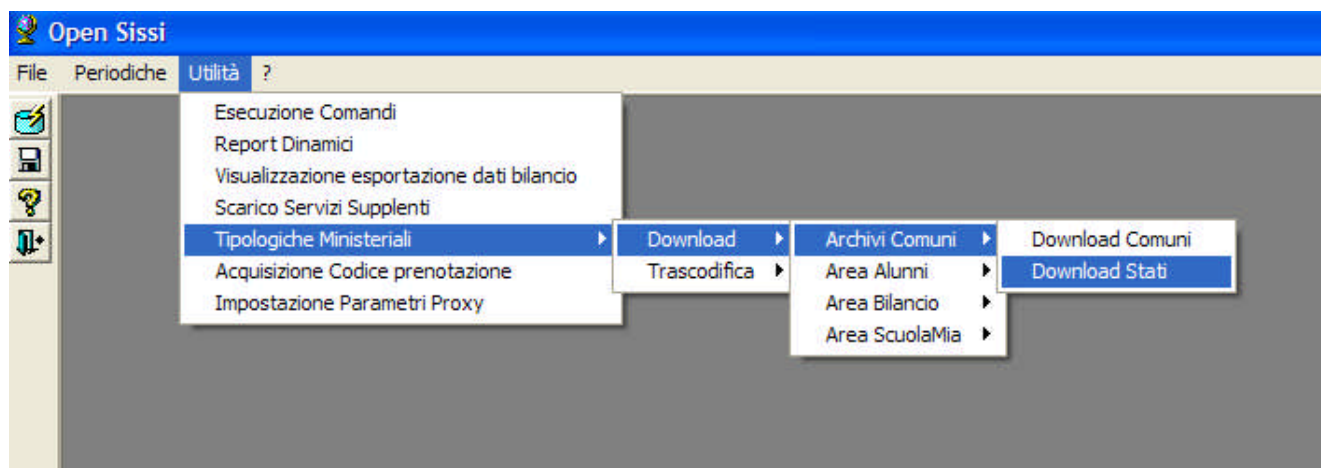 Open Sissi
File Periodiche Utilità ?
Esecuzione Comandi
Report Dinamici
Visualizzazione esportazione dati bilancio
Scarico Servizi Supplenti
Tipologiche Ministeriali Download Archivi Comuni Download Comuni
Acquisizione Codice prenotazione Trascodifica Area Alunni Download Stati
Impostazione Parametri Proxy Area Bilancio
Area ScuolaMia